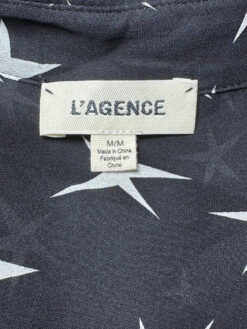 L'AGENCE
M/M
Made in China
Fabriqué en
Chine